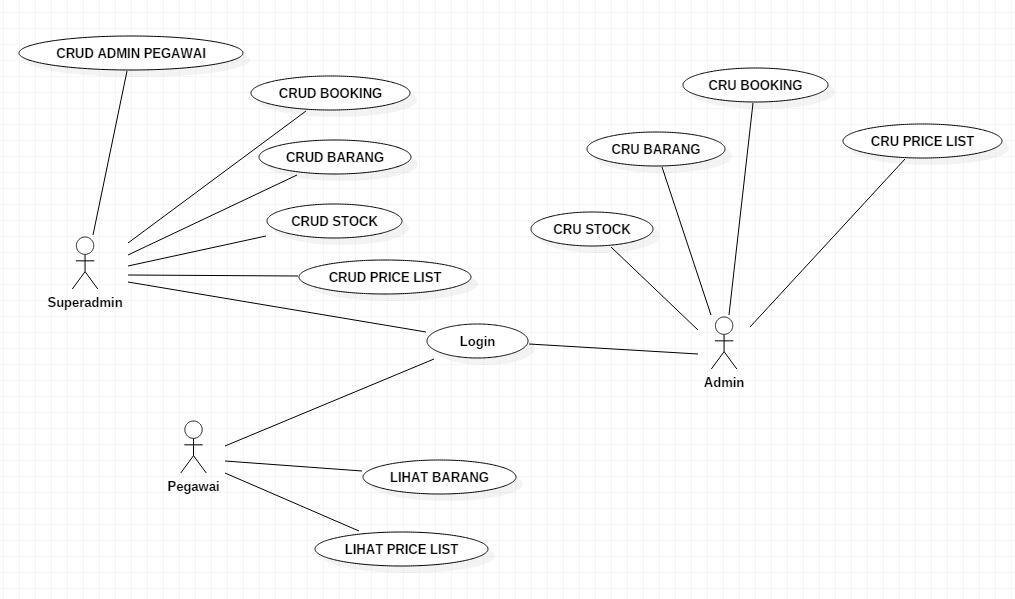 CRUD ADMIN PEGAWAI
CRUD BOOKING
CRUD BARANG
CRUD STOCK
CRUD PRICE LIST
Superadmin
Login
CRU BOOKING
CRU BARANG
CRU PRICE LIST
CRU STOCK
Admin
Pegawai
LIHAT BARANG
LIHAT PRICE LIST